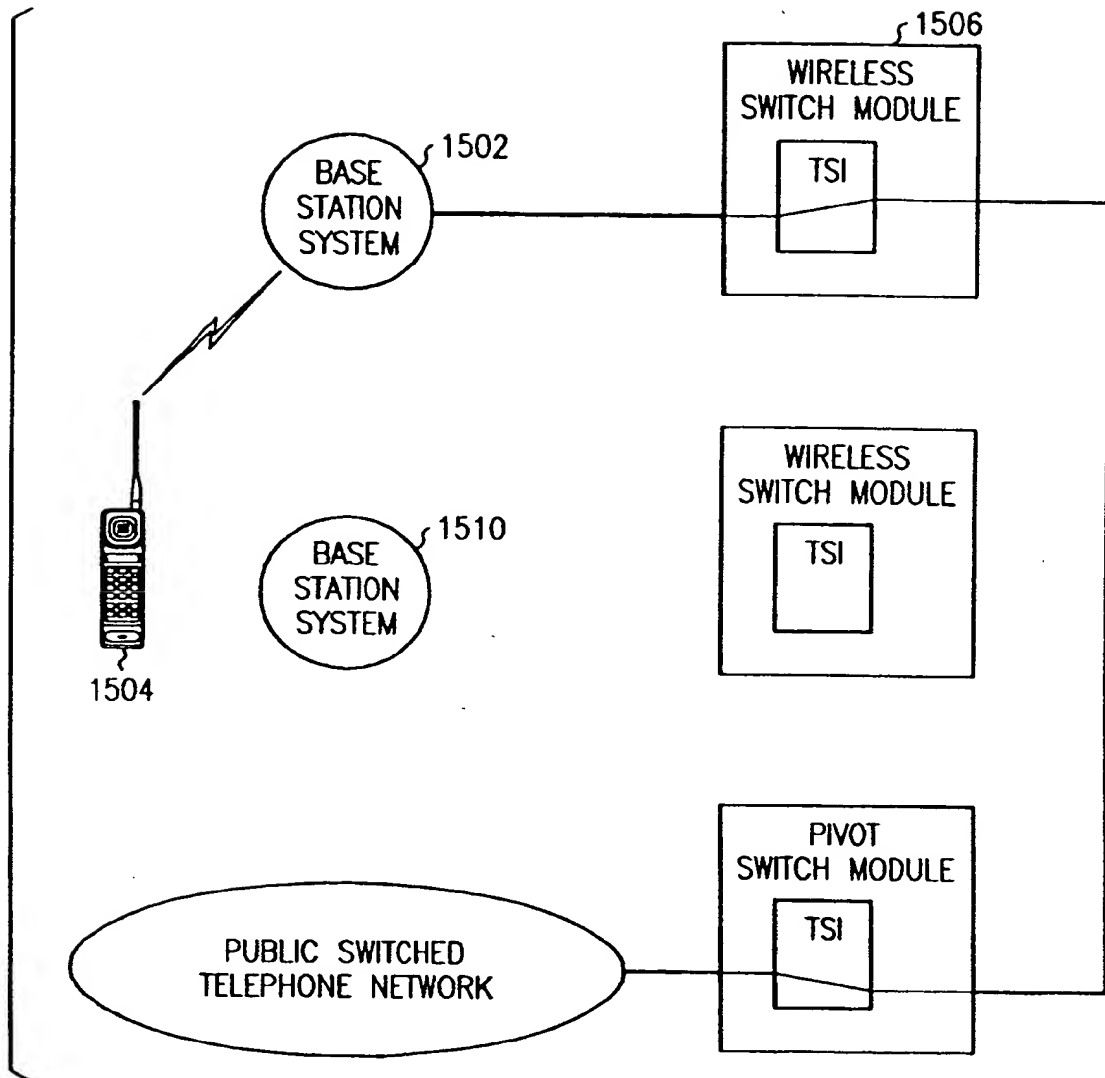 1506
WIRELESS
SWITCH MODULE
TSI
1502
BASE
STATION
SYSTEM
WIRELESS
SWITCH MODULE
TSI
1510
BASE
STATION
SYSTEM
1504
PIVOT
SWITCH MODULE
TSI
PUBLIC SWITCHED
TELEPHONE NETWORK